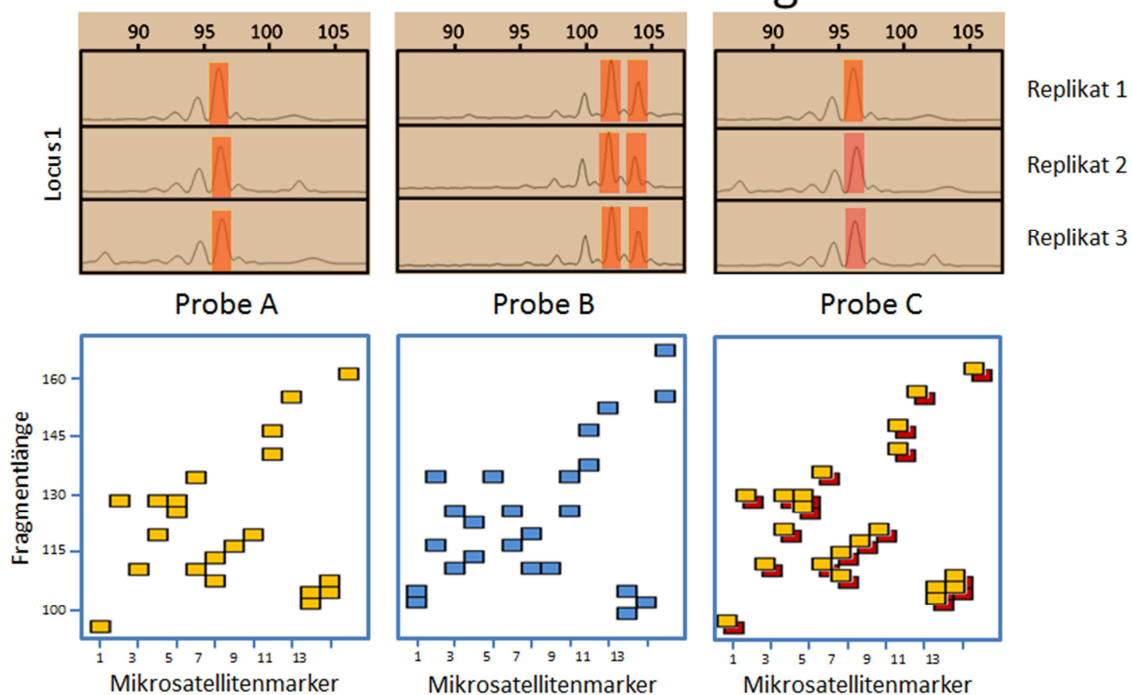 g
90 95 100 105
90 95 100 105
90 95 100 105
Locus1
Replikat 1
Replikat 2
Replikat 3
Probe A
Probe B
Probe C
Fragmentlänge
160
145
130
115
100
1 3 5 7 9 11 13
1 3 5 7 9 11 13
1 3 5 7 9 11 13
Mikrosatellitenmarker
Mikrosatellitenmarker
Mikrosatellitenmarker